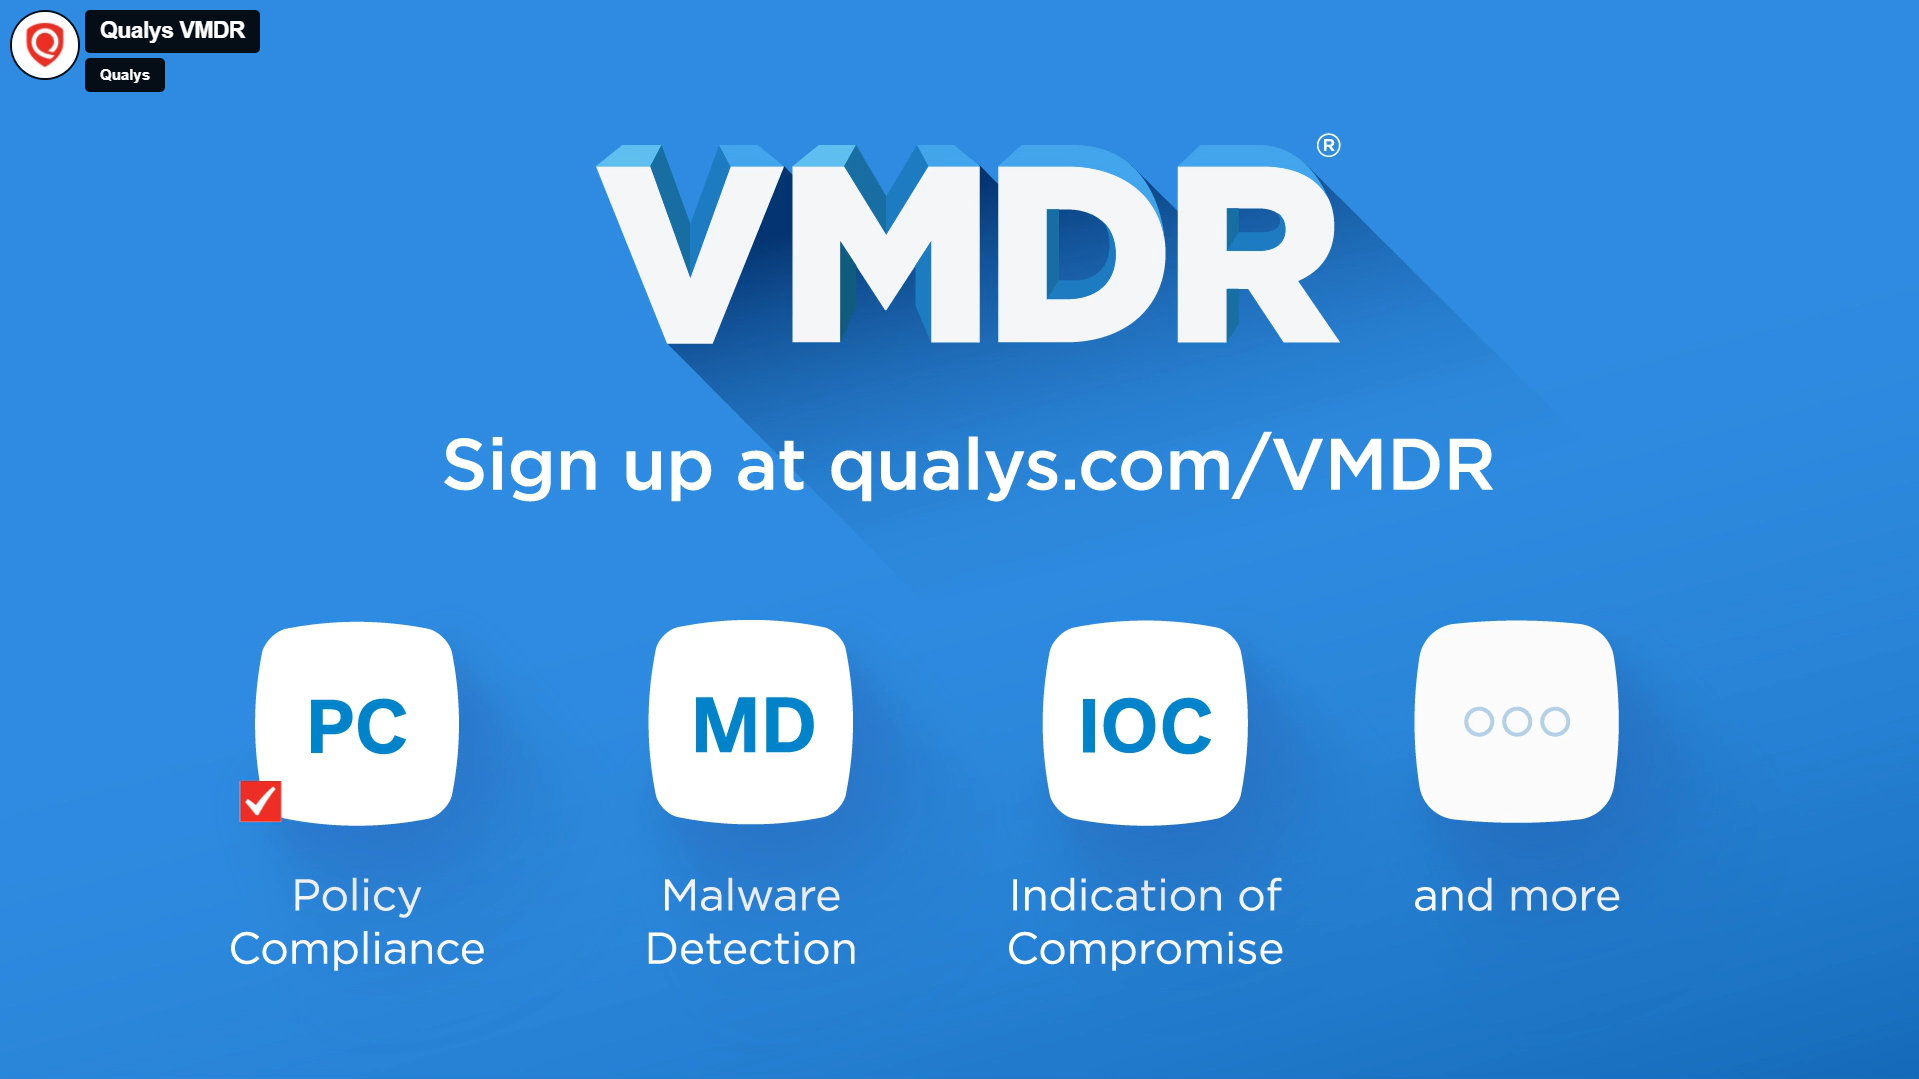 Qualys VMDR
Qualys
VMDR®
Sign up at qualys.com/VMDR
PC
MD
IOC
Policy
Compliance
Malware
Detection
Indication of
Compromise
and more